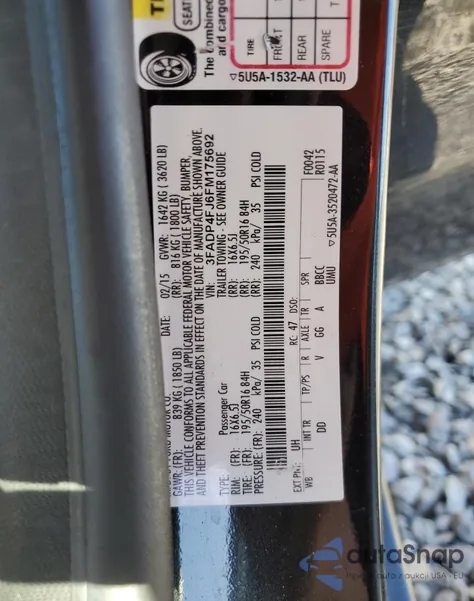 SEAT
The combined
and cargo
TIRE
FRONT
REAR
SPARE
5U5A-1532-AA (TLU)
FORD MOTOR CO.
DATE: 02/15 GVWR: 1642 KG ( 3620 LB)
GAWR: (FR): 839 KG (1850 LB) (RR): 816 KG ( 1800 LB)
THIS VEHICLE CONFORMS TO ALL APPLICABLE FEDERAL MOTOR VEHICLE SAFETY, BUMPER,
AND THEFT PREVENTION STANDARDS IN EFFECT ON THE DATE OF MANUFACTURE SHOWN ABOVE.
3FADP4FJ6FM175692
TYPE: Passenger Car TRAILER TOWING - SEE OWNER GUIDE
RIM: (FR): 16X6.5J (RR): 16X6.5J
TIRE: (FR): 195/50R16 84H (RR): 195/50R16 84H
PRESSURE: (FR): 240 kPa/ 35 PSI COLD (RR): 240 kPa/ 35 PSI COLD
EXT PNT: UH RC: 47 DSO: F0042
R0115
WB INT TR TP/PS R AXLE TR SPR
DD V GG A BBCC
UMU
5U5A-3520472-AA
autoStap